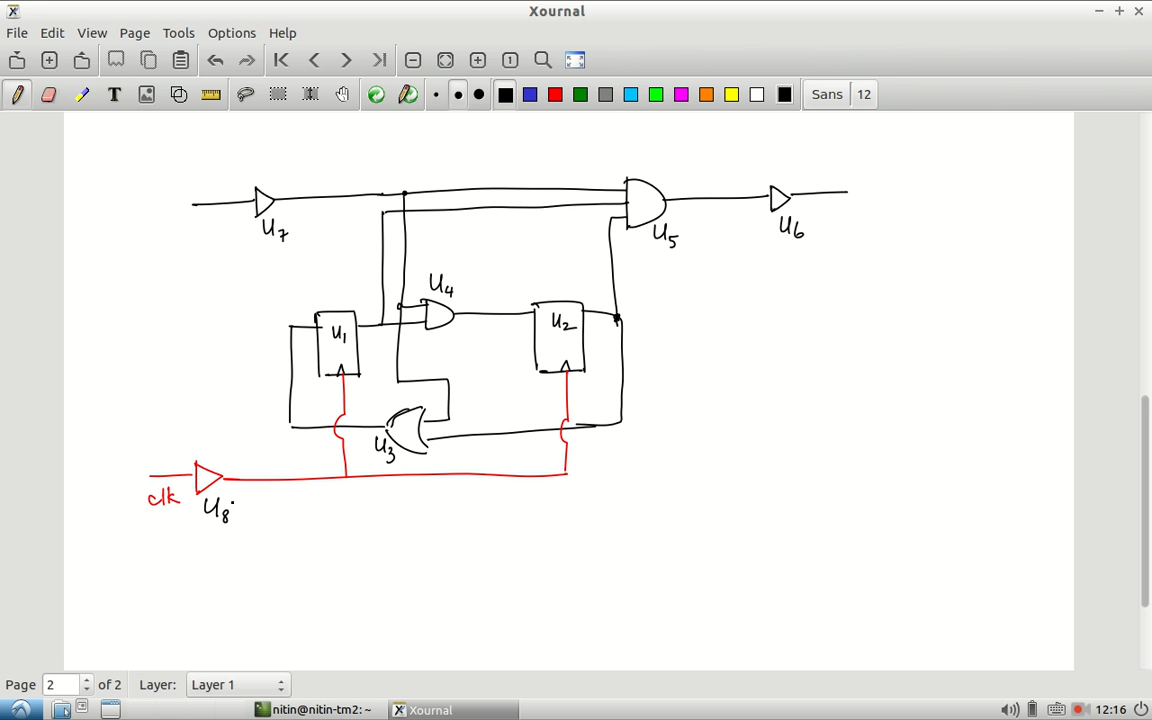 Xournal
File Edit View Page Tools Options Help
Sans 12
U7
U5
U6
U4
U1
U2
U3
clk
U8
Page 2 of 2 Layer: Layer 1
nitin@nitin-tm2: ~ Xournal 12:16